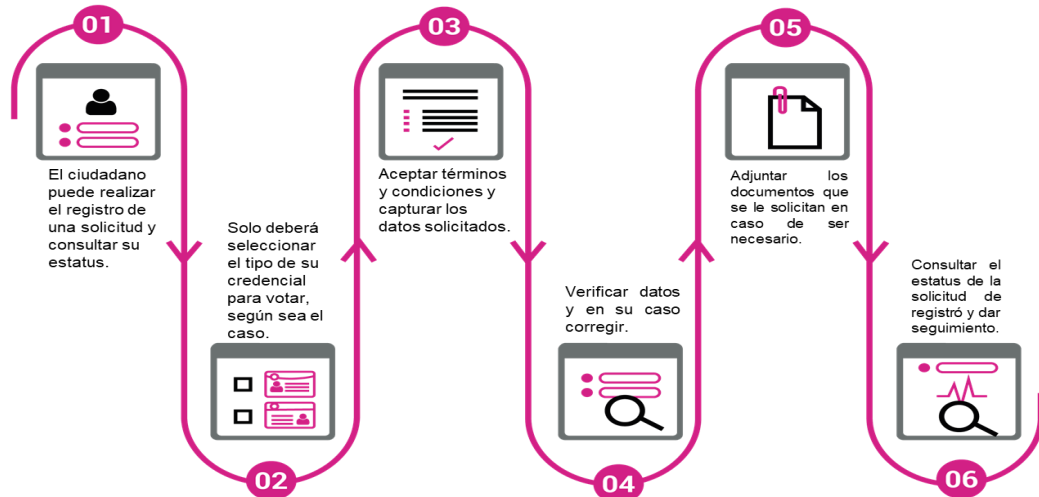 01
El ciudadano
puede realizar
el registro de
una solicitud y
consultar su
estatus.
02
Solo deberá
seleccionar
el tipo de su
credencial
para votar,
según sea el
caso.
03
Aceptar términos
y condiciones y
capturar los
datos solicitados.
04
Verificar datos
y en su caso
corregir.
05
Adjuntar los
documentos que
se le solicitan en
caso de ser
necesario.
06
Consultar el
estatus de la
solicitud de
registró y dar
seguimiento.